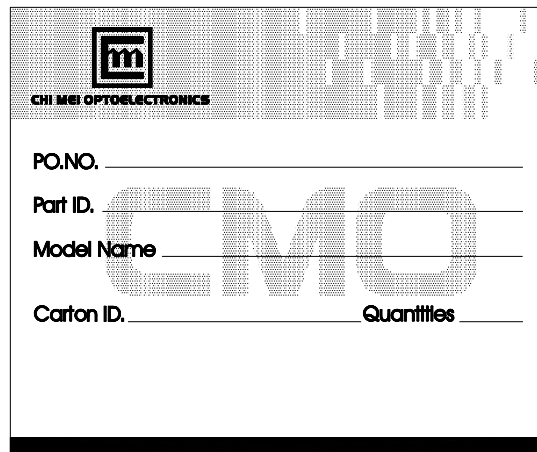 CHI MEI OPTOELECTRONICS
PO.NO.
Part ID.
CMO
Model Name
Carton ID. Quantities